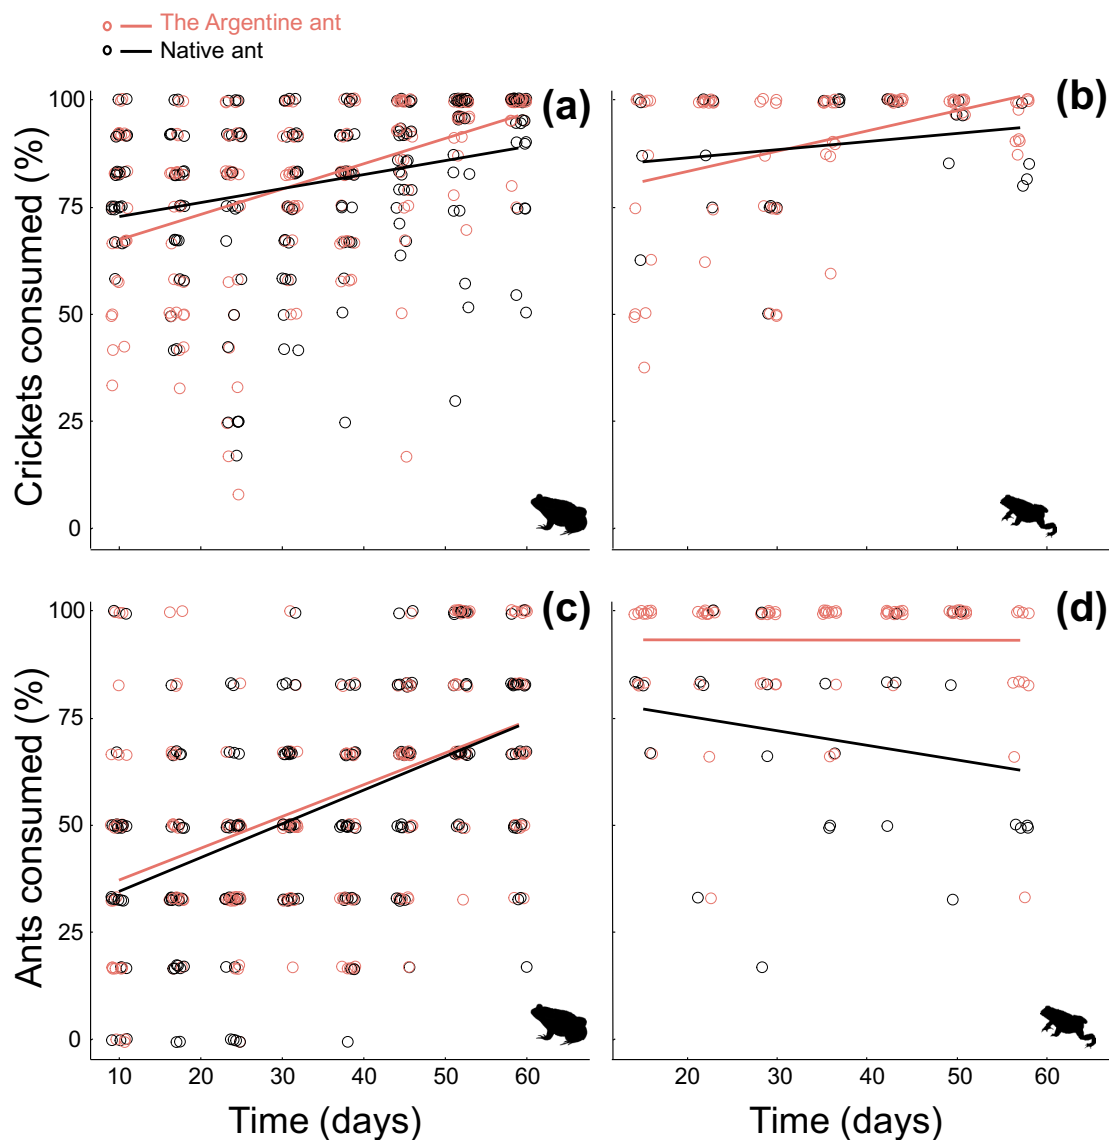 The Argentine ant
Native ant
(a)
(b)
Crickets consumed (%)
100
75
50
25
0
(c)
(d)
Ants consumed (%)
100
75
50
25
0
10 20 30 40 50 60
20 30 40 50 60
Time (days)
Time (days)